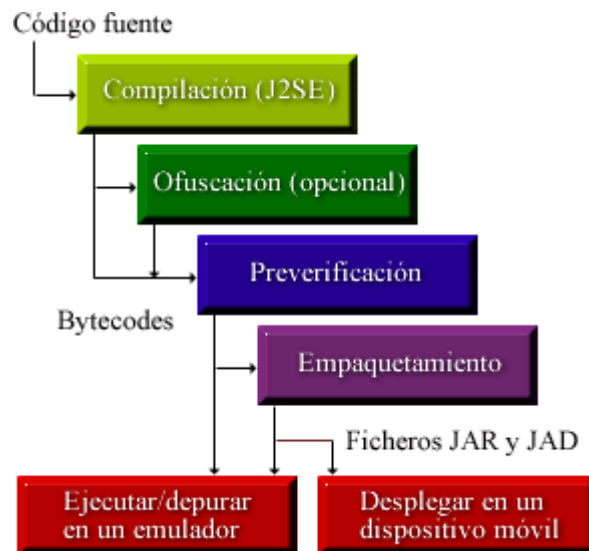 Código fuente
Compilación (J2SE)
Ofuscación (opcional)
Preverificación
Bytecodes
Empaquetamiento
Ficheros JAR y JAD
Ejecutar/depurar
en un emulador
Desplegar en un
dispositivo móvil